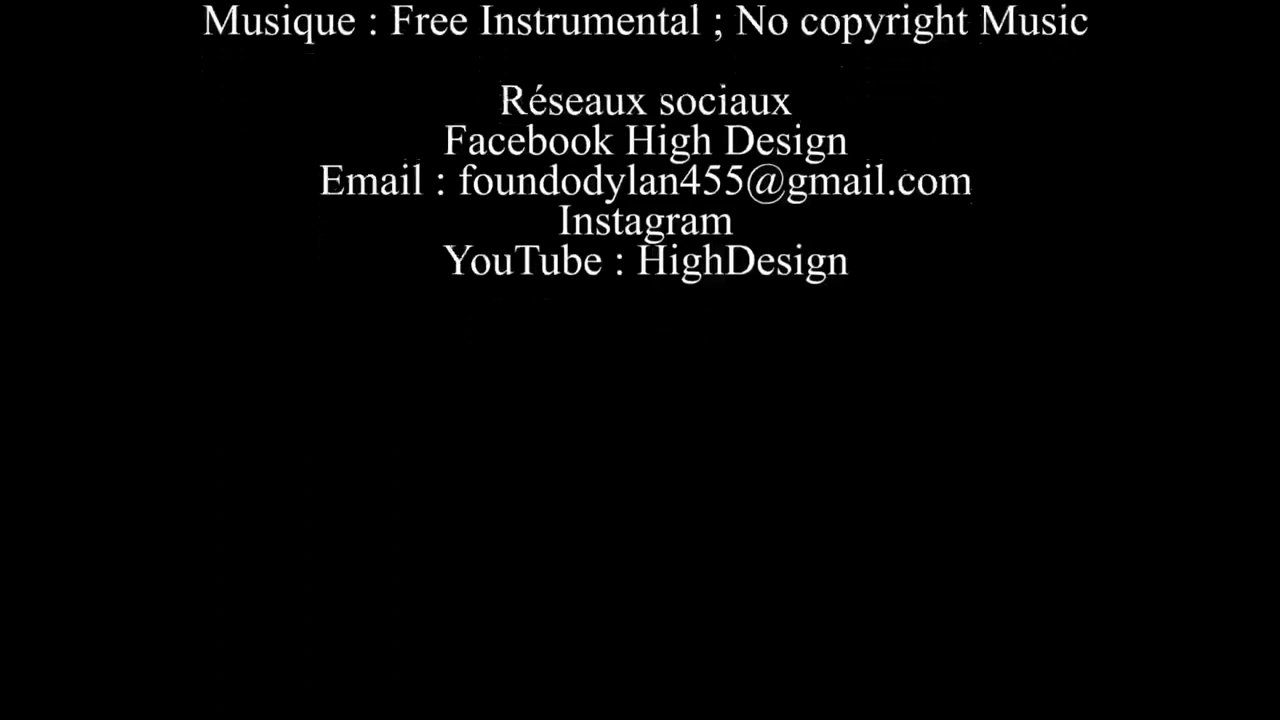 Musique : Free Instrumental ; No copyright Music
Réseaux sociaux
Facebook High Design
Email : foundodylan455@gmail.com
Instagram
YouTube : HighDesign